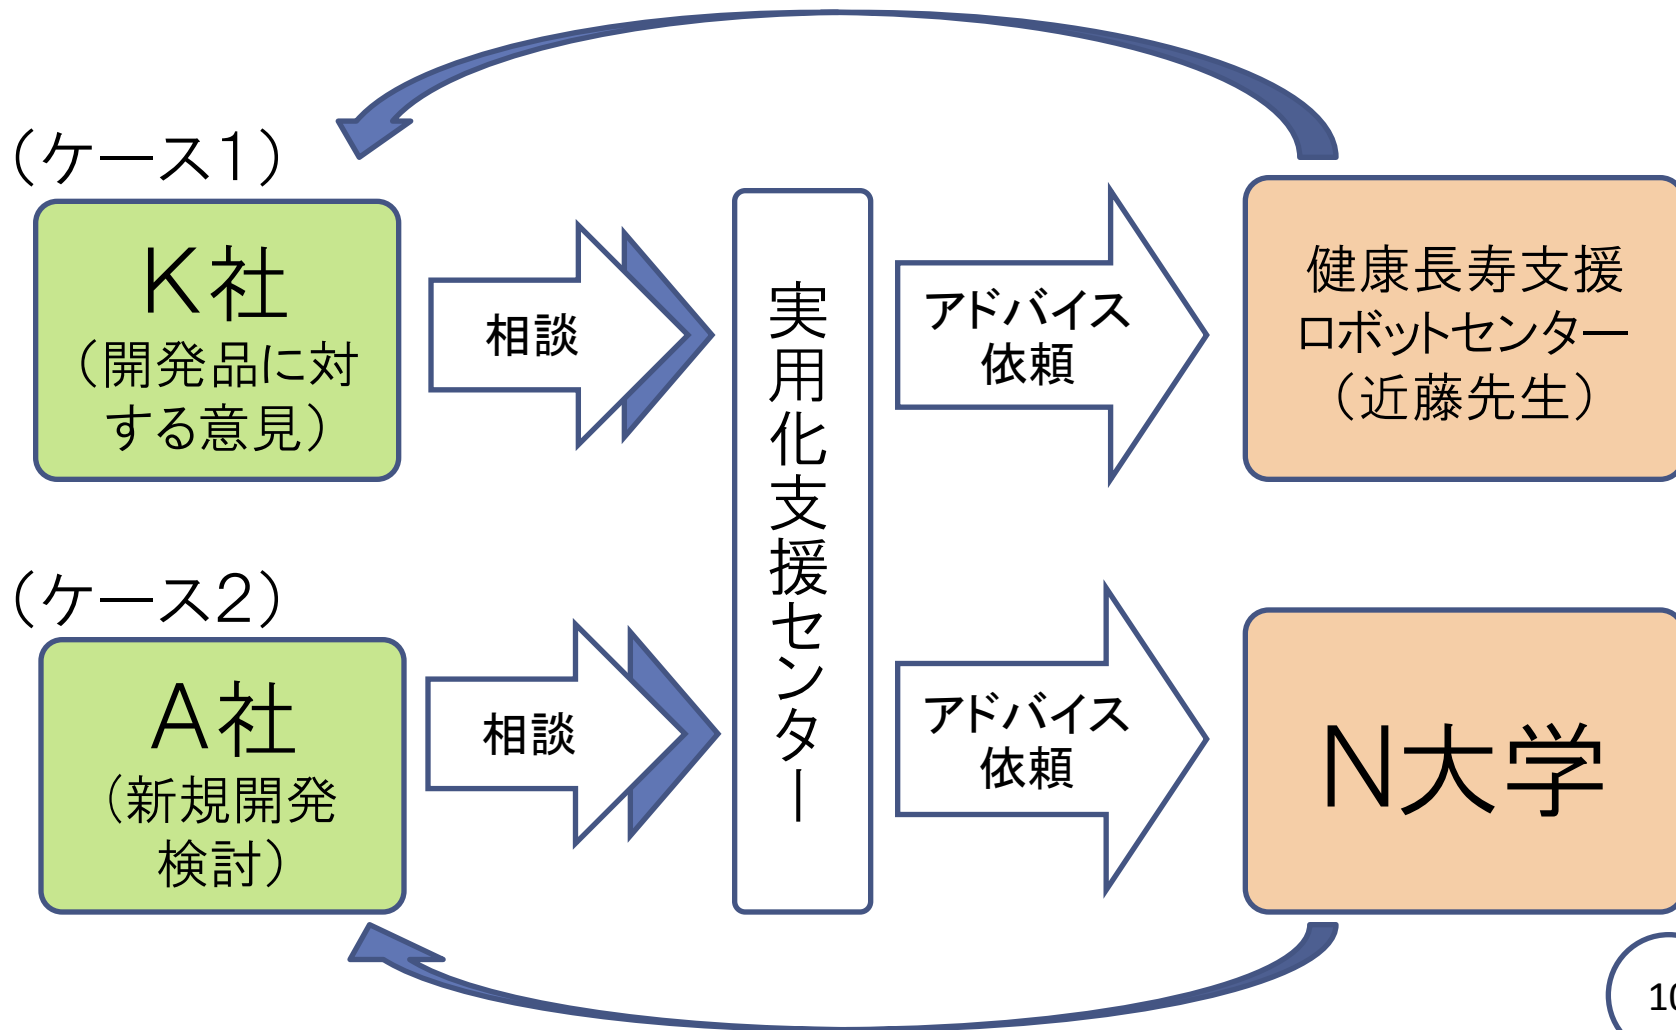 （ケース1）
K社
（開発品に対
する意見）
相談
実用化支援センター
アドバイス
依頼
健康長寿支援
ロボットセンター
（近藤先生）
（ケース2）
A社
（新規開発
検討）
相談
アドバイス
依頼
N大学
10